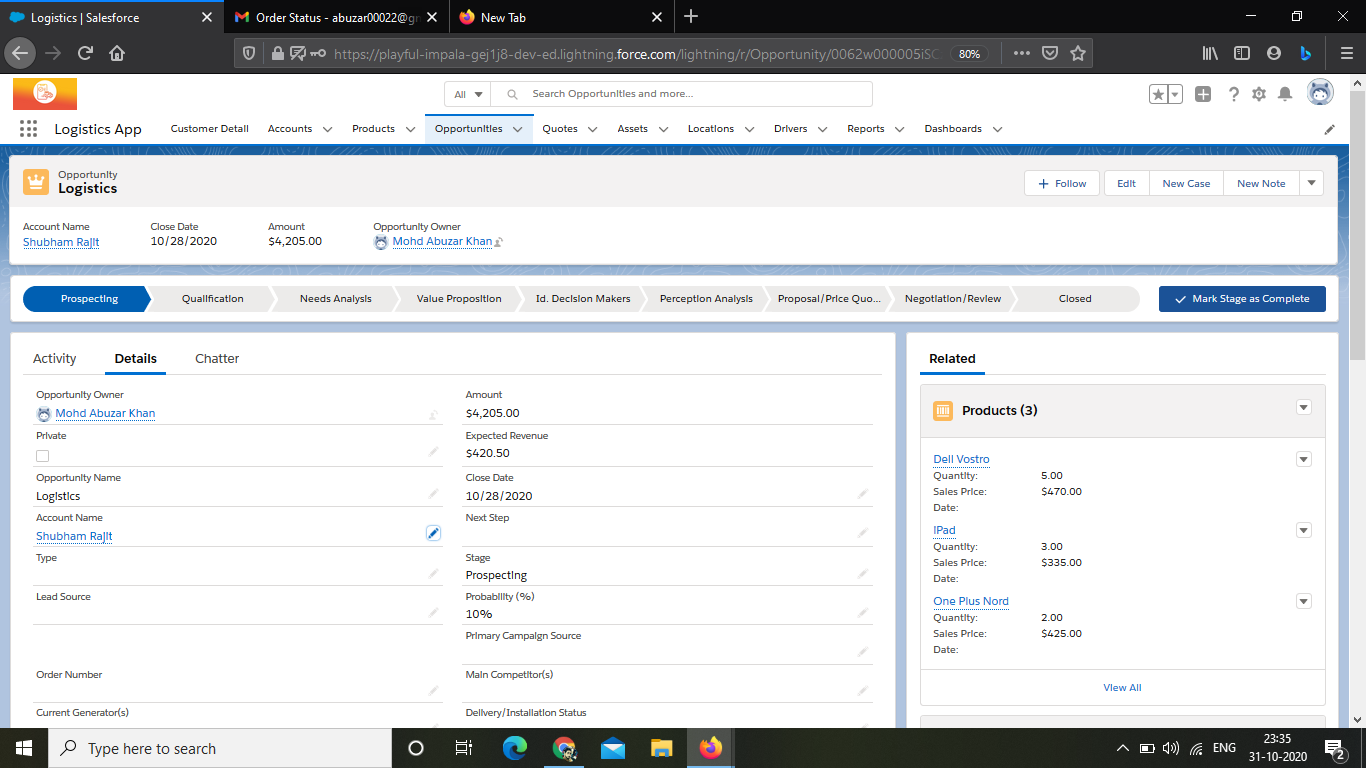 Logistics | Salesforce
Order Status - abuzar00022@gm
New Tab
https://playful-impala-gej1j8-dev-ed.lightning.force.com/lightning/r/Opportunity/0062w000005iSC
80%
All
Search Opportunities and more...
Logistics App
Customer Detail
Accounts
Products
Opportunities
Quotes
Assets
Locations
Drivers
Reports
Dashboards
Opportunity
Logistics
Follow
Edit
New Case
New Note
Account Name
Close Date
Amount
Opportunity Owner
Shubham Rajit
10/28/2020
$4,205.00
Mohd Abuzar Khan
Prospecting
Qualification
Needs Analysis
Value Proposition
Id. Decision Makers
Perception Analysis
Proposal/Price Quo...
Negotiation/Review
Closed
Mark Stage as Complete
Activity
Details
Chatter
Opportunity Owner
Mohd Abuzar Khan
Private
Opportunity Name
Logistics
Account Name
Shubham Rajit
Type
Lead Source
Order Number
Current Generator(s)
Amount
$4,205.00
Expected Revenue
$420.50
Close Date
10/28/2020
Next Step
Stage
Prospecting
Probability (%)
10%
Primary Campaign Source
Main Competitor(s)
Delivery/Installation Status
Related
Products (3)
Dell Vostro
Quantity: 5.00
Sales Price: $470.00
Date:
IPad
Quantity: 3.00
Sales Price: $335.00
Date:
One Plus Nord
Quantity: 2.00
Sales Price: $425.00
Date:
View All
Type here to search
ENG
23:35
31-10-2020
2